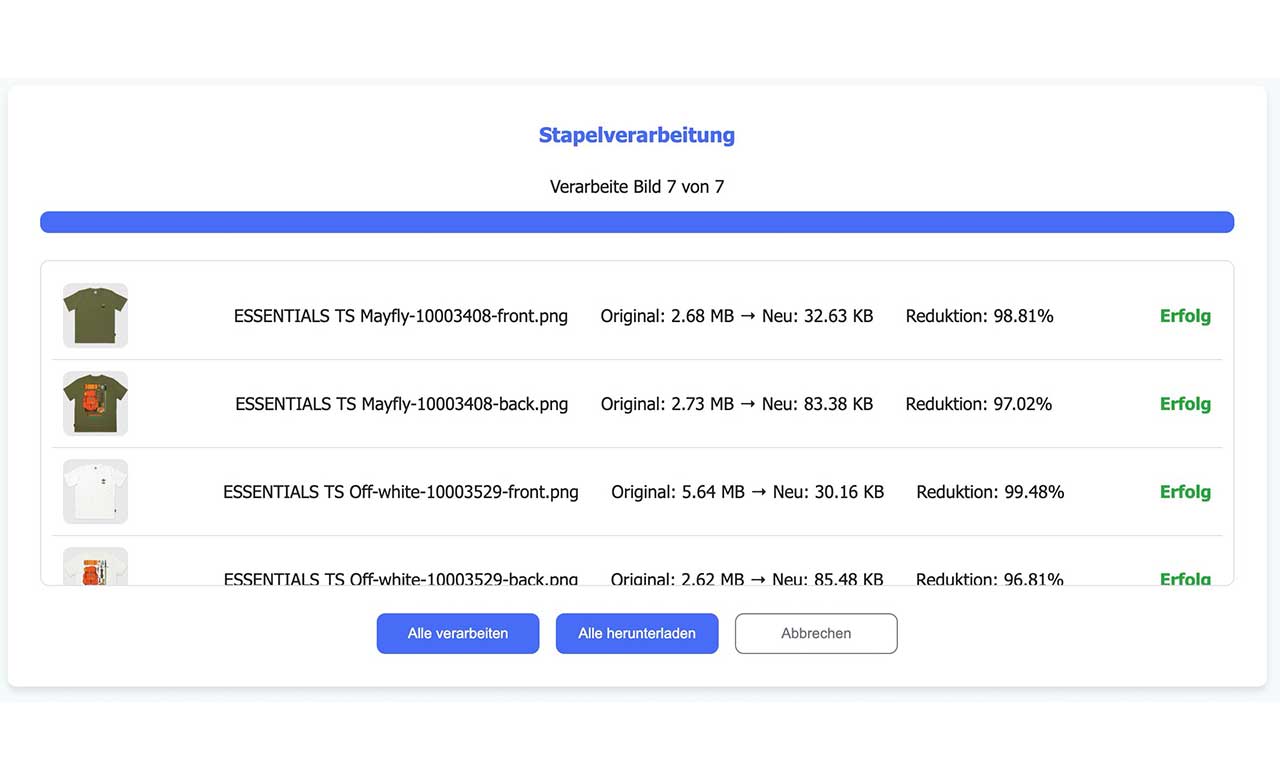 Stapelverarbeitung
Verarbeite Bild 7 von 7
ESSENTIALS TS Mayfly-10003408-front.png Original: 2.68 MB → Neu: 32.63 KB Reduktion: 98.81% Erfolg
ESSENTIALS TS Mayfly-10003408-back.png Original: 2.73 MB → Neu: 83.38 KB Reduktion: 97.02% Erfolg
ESSENTIALS TS Off-white-10003529-front.png Original: 5.64 MB → Neu: 30.16 KB Reduktion: 99.48% Erfolg
ESSENTIALS TS Off-white-10003529-back.png Original: 2.62 MB → Neu: 85.48 KB Reduktion: 96.81% Erfolg
Alle verarbeiten Alle herunterladen Abbrechen